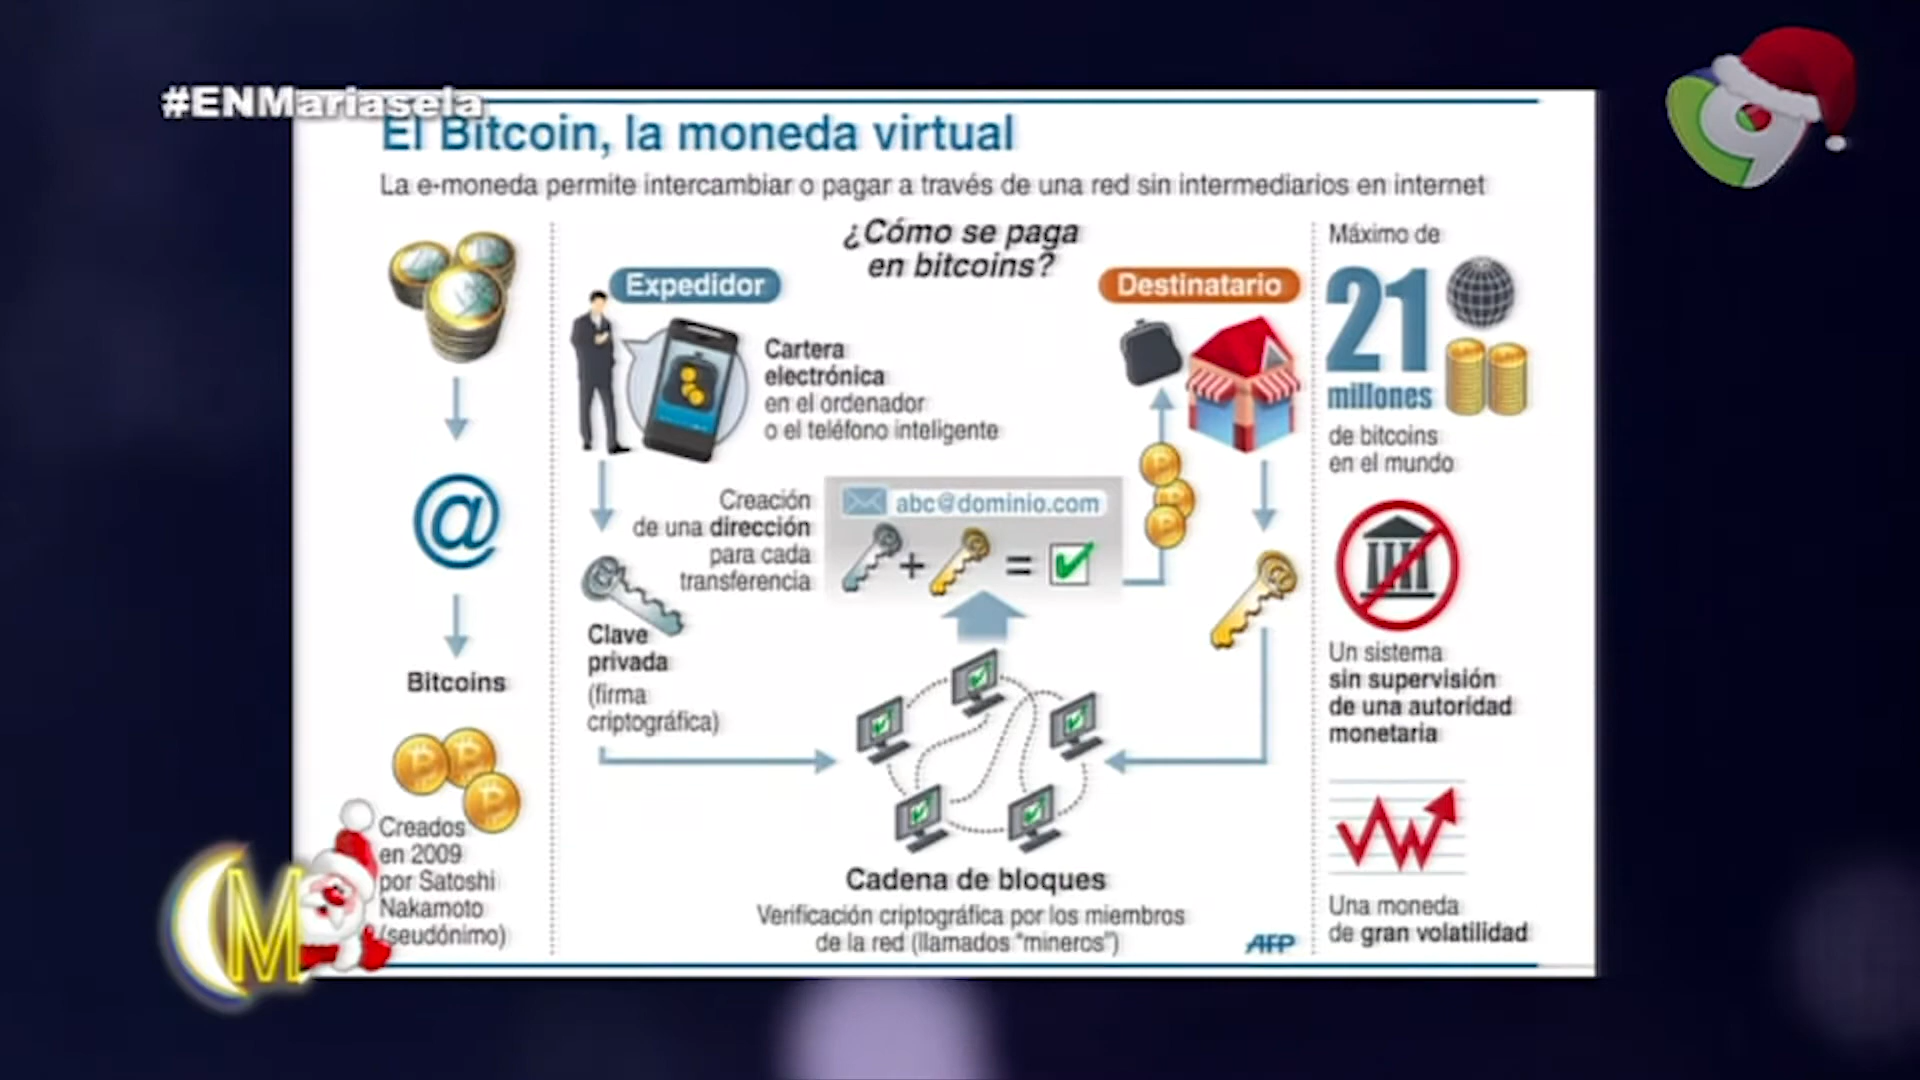 #ENMariasela
El Bitcoin, la moneda virtual
La e-moneda permite intercambiar o pagar a través de una red sin intermediarios en internet
Bitcoins
Creados
en 2009
por Satoshi
Nakamoto
(seudónimo)
¿Cómo se paga
en bitcoins?
Expedidor
Destinatario
Cartera
electrónica
en el ordenador
o el teléfono inteligente
Creación
de una dirección
para cada
transferencia
abc@dominio.com
+ =
Clave
privada
(firma
criptográfica)
Cadena de bloques
Verificación criptográfica por los miembros
de la red (llamados "mineros")
AFP
Máximo de
21
millones
de bitcoins
en el mundo
Un sistema
sin supervisión
de una autoridad
monetaria
Una moneda
de gran volatilidad
9
M